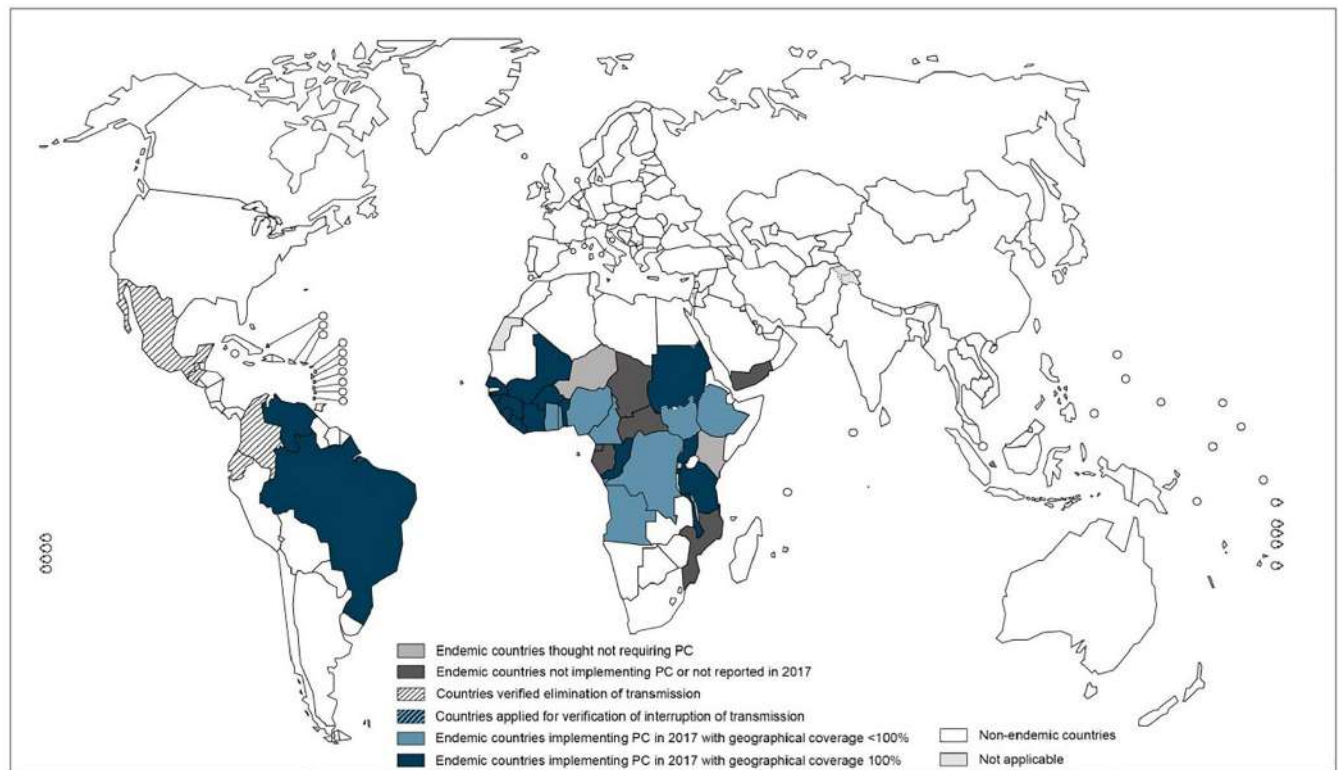 Endemic countries thought not requiring PC
Endemic countries not implementing PC or not reported in 2017
Countries verified elimination of transmission
Countries applied for verification of interruption of transmission
Endemic countries implementing PC in 2017 with geographical coverage <100%
Endemic countries implementing PC in 2017 with geographical coverage 100%
Non-endemic countries
Not applicable